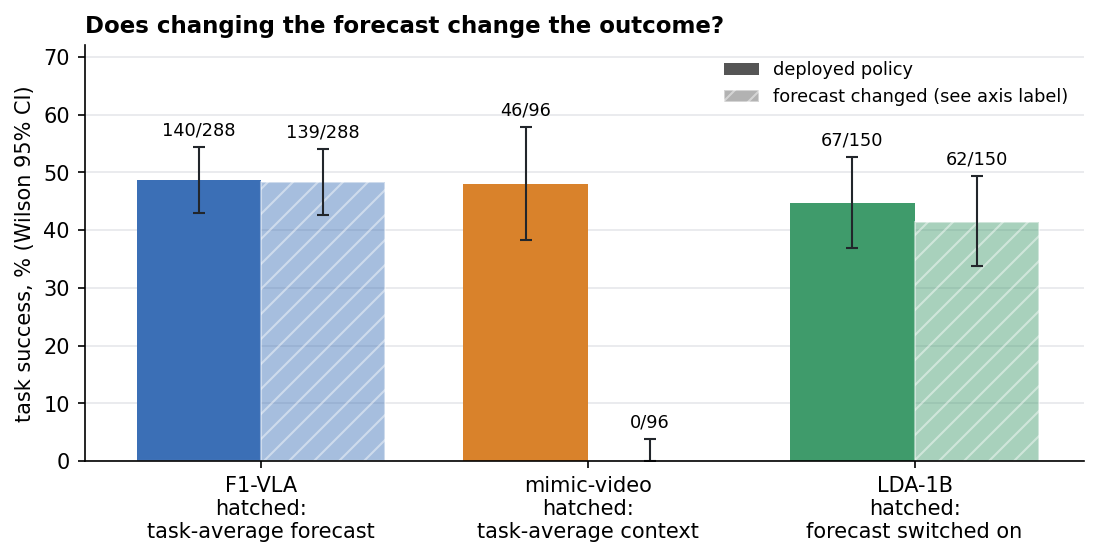 Does changing the forecast change the outcome?
deployed policy
forecast changed (see axis label)
task success, % (Wilson 95% CI)
70
60
50
40
30
20
10
0
140/288
139/288
46/96
0/96
67/150
62/150
F1-VLA
hatched:
task-average forecast
mimic-video
hatched:
task-average context
LDA-1B
hatched:
forecast switched on